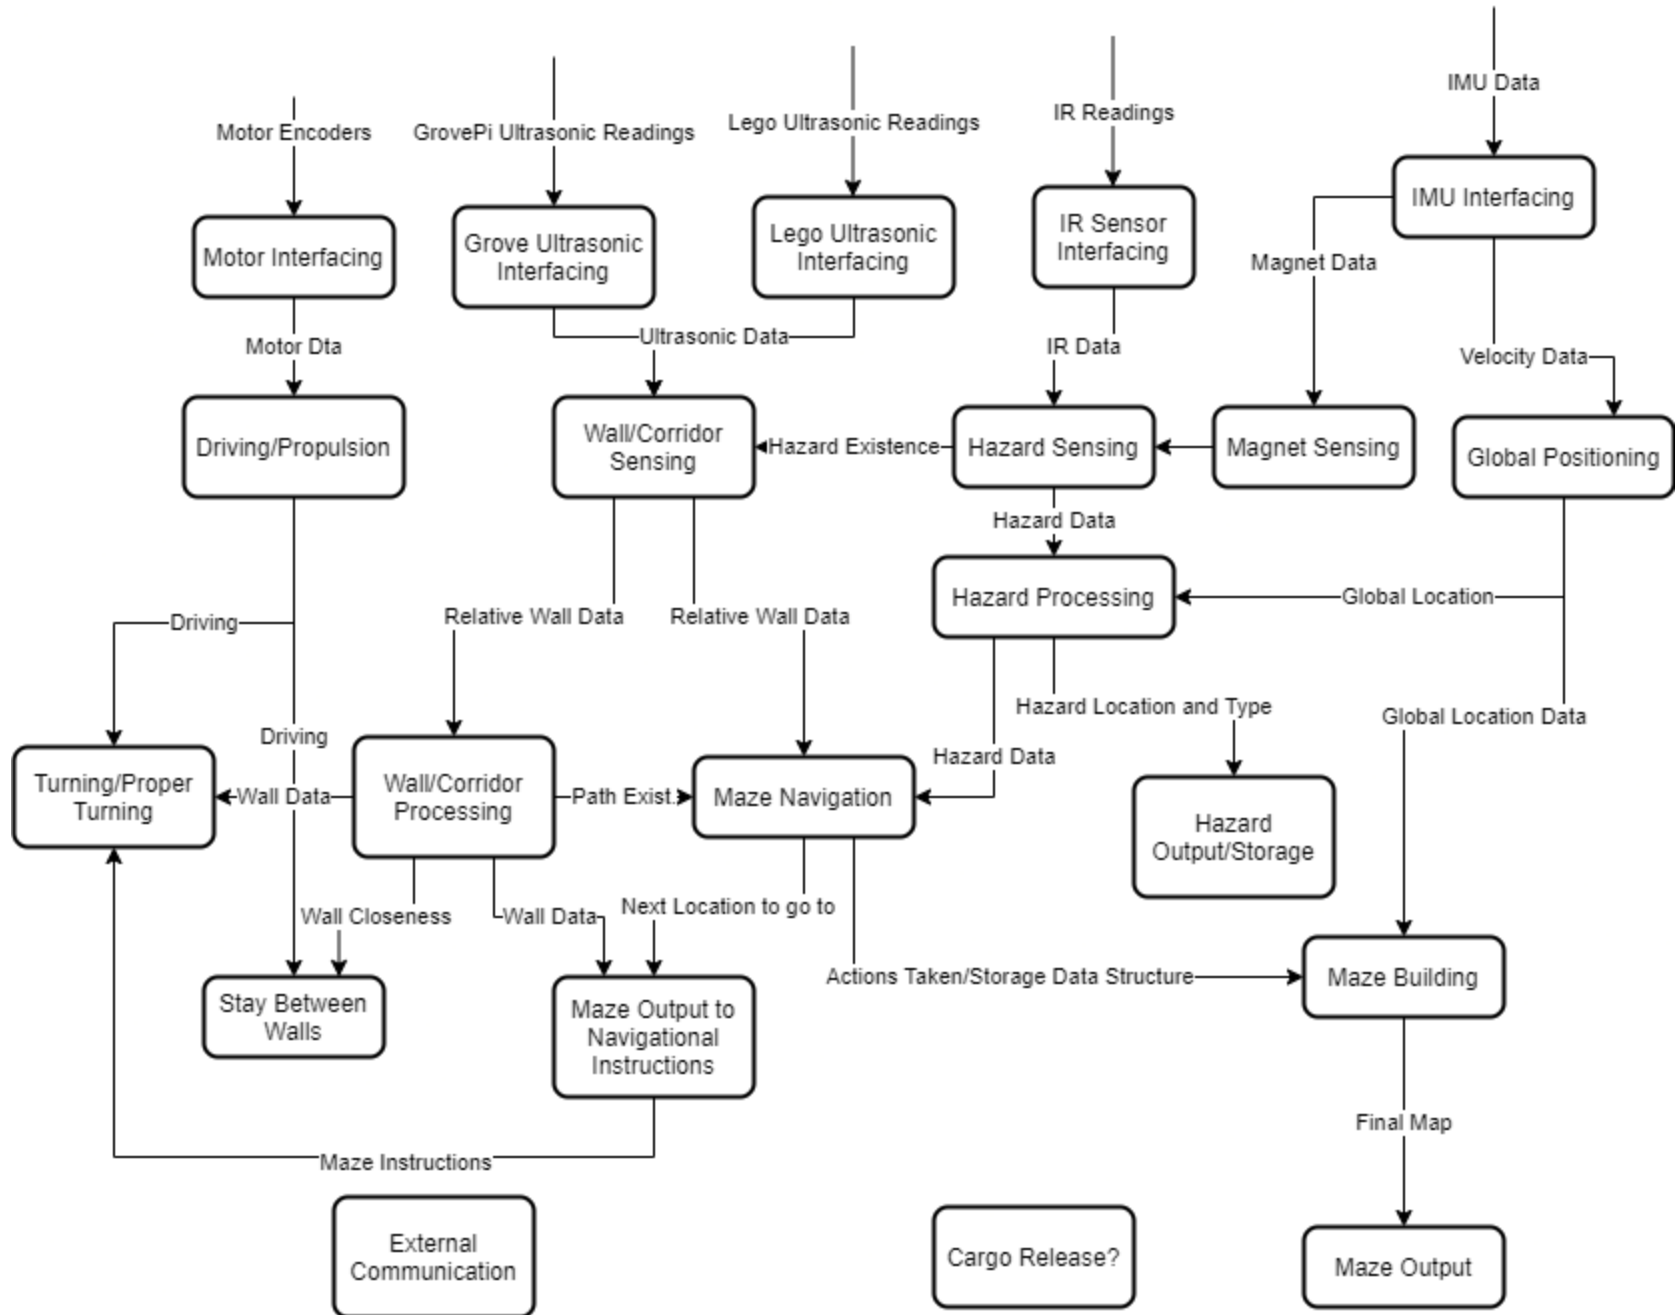 IMU Data
IR Readings
Lego Ultrasonic Readings
Motor Encoders
GrovePi Ultrasonic Readings
IMU Interfacing
IR Sensor
Interfacing
Lego Ultrasonic
Interfacing
Grove Ultrasonic
Interfacing
Motor Interfacing
Magnet Data
Ultrasonic Data
Motor Dta
IR Data
Velocity Data
Driving/Propulsion
Wall/Corridor
Sensing
Hazard Existence
Hazard Sensing
Magnet Sensing
Global Positioning
Hazard Data
Hazard Processing
Global Location
Driving
Relative Wall Data
Relative Wall Data
Hazard Location and Type
Global Location Data
Driving
Hazard Data
Turning/Proper
Turning
Wall Data
Wall/Corridor
Processing
Path Exist.
Maze Navigation
Hazard
Output/Storage
Wall Closeness
Wall Data
Next Location to go to
Actions Taken/Storage Data Structure
Maze Building
Stay Between
Walls
Maze Output to
Navigational
Instructions
Final Map
Maze Instructions
External
Communication
Cargo Release?
Maze Output